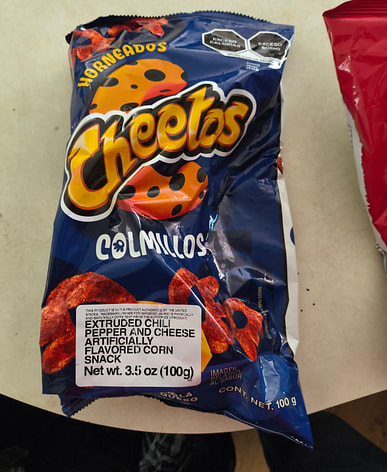 HORNEADOS
EXCESO CALORÍAS
EXCESO SODIO
Cheetos
COLMILLOS
EXTRUDED CHILI
PEPPER AND CHEESE
ARTIFICIALLY
FLAVORED CORN
SNACK
Net wt. 3.5 oz (100g)
IMAGEN
AL SABOR
CONT. NET. 100 g